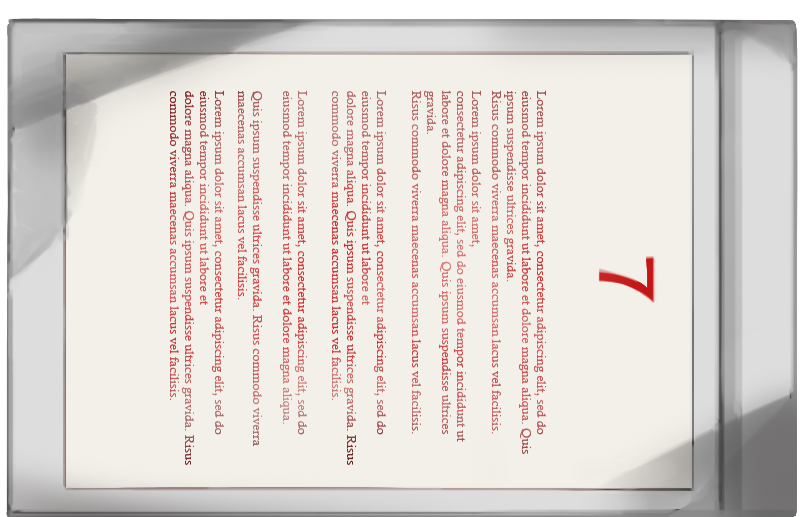 7
Lorem ipsum dolor sit amet, consectetur adipiscing elit, sed do
eiusmod tempor incididunt ut labore et dolore magna aliqua. Quis
ipsum suspendisse ultrices gravida.
Risus commodo viverra maecenas accumsan lacus vel facilisis.
Lorem ipsum dolor sit amet,
consectetur adipiscing elit, sed do eiusmod tempor incididunt ut
labore et dolore magna aliqua. Quis ipsum suspendisse ultrices
gravida.
Risus commodo viverra maecenas accumsan lacus vel facilisis.
Lorem ipsum dolor sit amet, consectetur adipiscing elit, sed do
eiusmod tempor incididunt ut labore et
dolore magna aliqua. Quis ipsum suspendisse ultrices gravida. Risus
commodo viverra maecenas accumsan lacus vel facilisis.
Lorem ipsum dolor sit amet, consectetur adipiscing elit, sed do
eiusmod tempor incididunt ut labore et dolore magna aliqua.
Quis ipsum suspendisse ultrices gravida. Risus commodo viverra
maecenas accumsan lacus vel facilisis.
Lorem ipsum dolor sit amet, consectetur adipiscing elit, sed do
eiusmod tempor incididunt ut labore et
dolore magna aliqua. Quis ipsum suspendisse ultrices gravida. Risus
commodo viverra maecenas accumsan lacus vel facilisis.